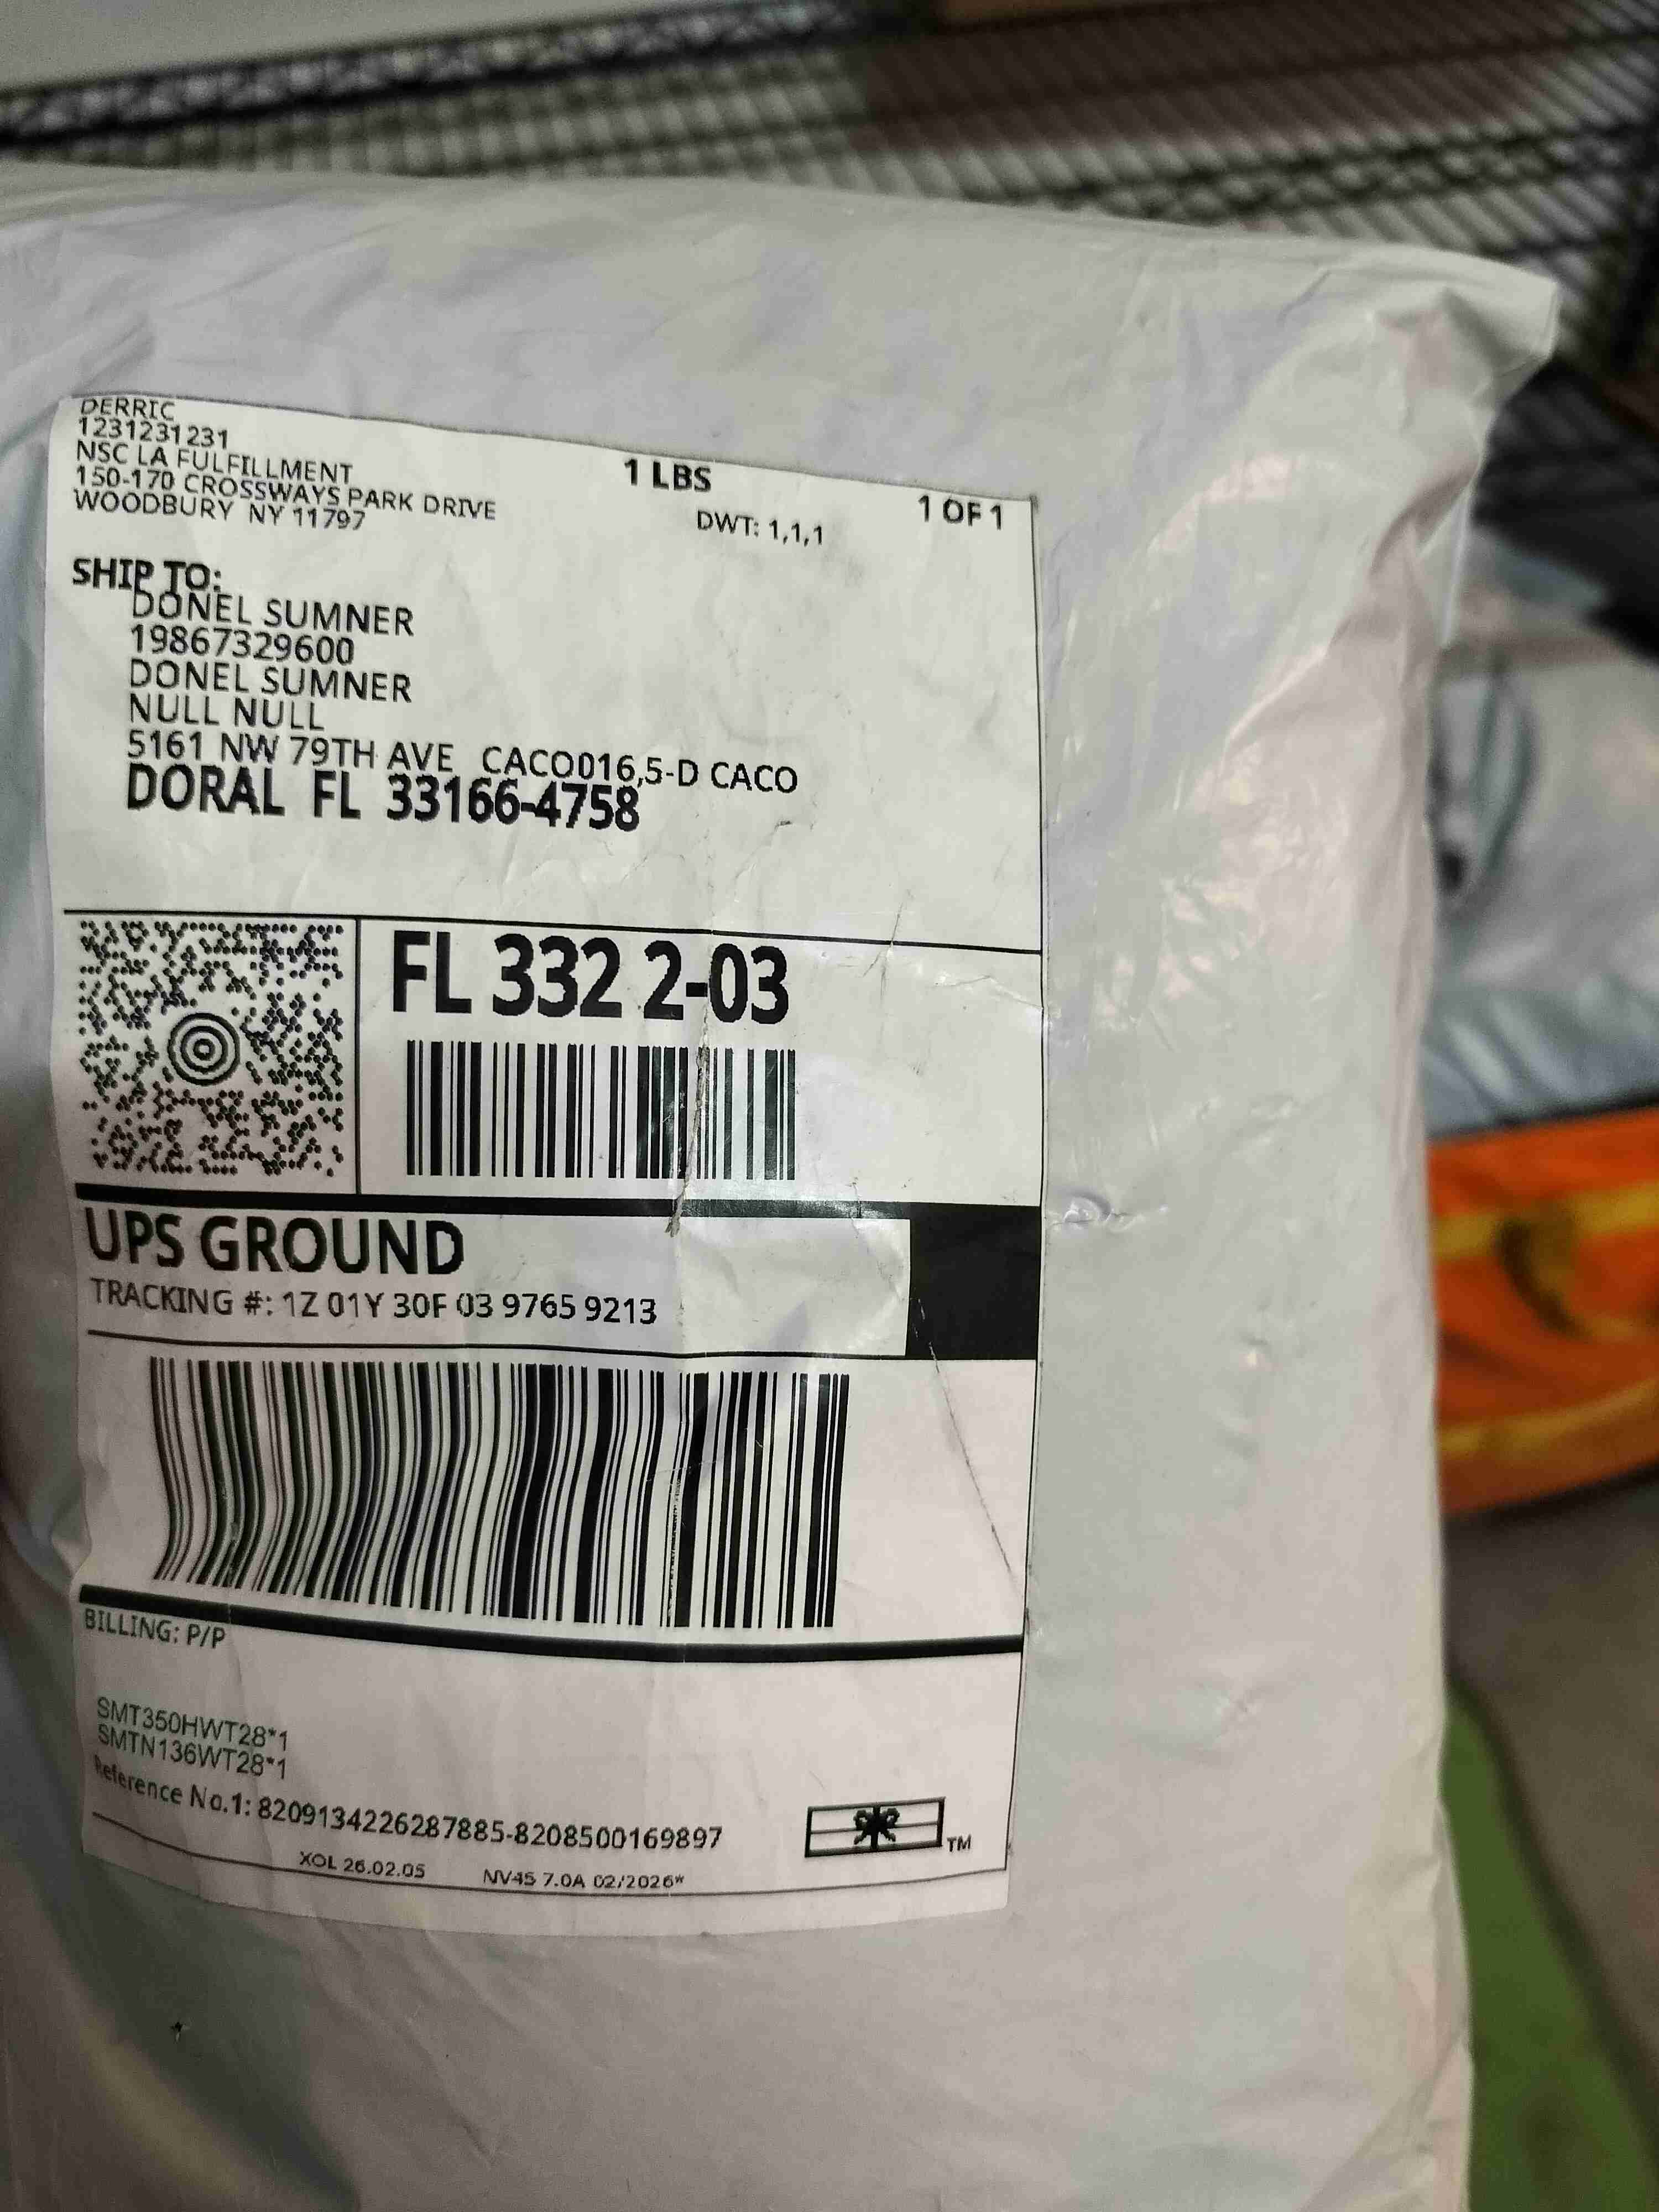 DERRIC
1231231231
NSC LA FULFILLMENT
150-170 CROSSWAYS PARK DRIVE
WOODBURY NY 11797
1 LBS
1 OF 1
DWT: 1,1,1
SHIP TO:
DONEL SUMNER
19867329600
DONEL SUMNER
NULL NULL
5161 NW 79TH AVE CACO016,5-D CACO
DORAL FL 33166-4758
FL 332 2-03
UPS GROUND
TRACKING #: 1Z 01Y 30F 03 9765 9213
BILLING: P/P
SMT350HWT28*1
SMTN136WT28*1
Reference No.1: 8209134226287885-8208500169897
TM
XOL 26.02.05 NV45 7.0A 02/2026*